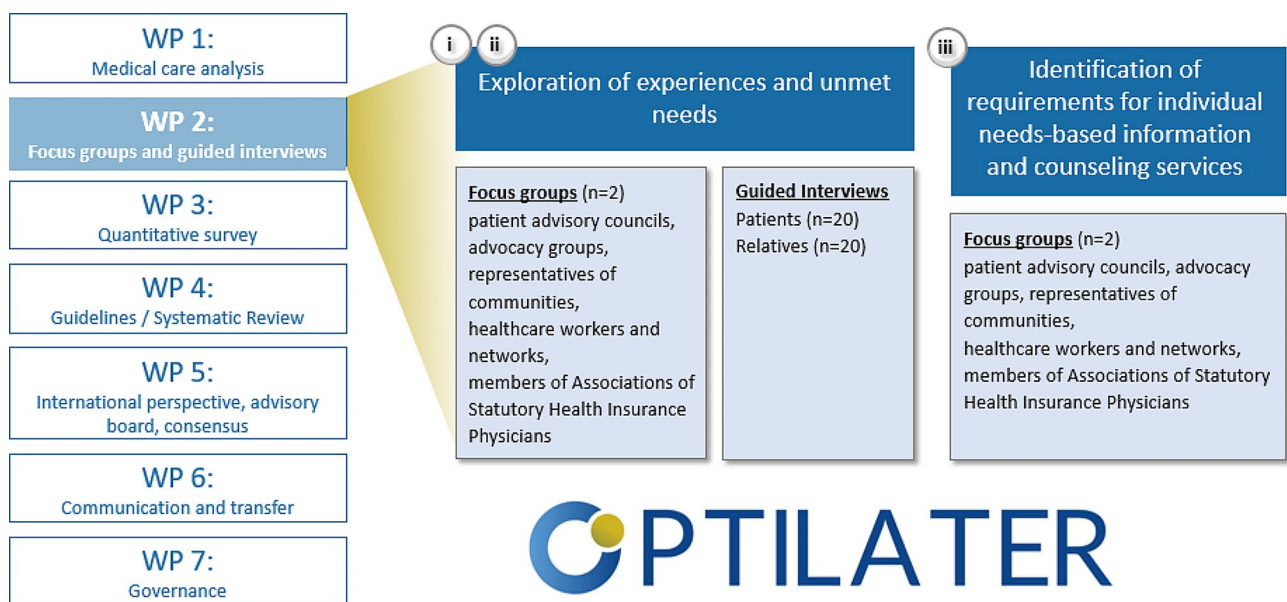 WP 1:
Medical care analysis
WP 2:
Focus groups and guided interviews
WP 3:
Quantitative survey
WP 4:
Guidelines / Systematic Review
WP 5:
International perspective, advisory
board, consensus
WP 6:
Communication and transfer
WP 7:
Governance
i
ii
Exploration of experiences and unmet
needs
Focus groups (n=2)
patient advisory councils,
advocacy groups,
representatives of
communities,
healthcare workers and
networks,
members of Associations of
Statutory Health Insurance
Physicians
Guided Interviews
Patients (n=20)
Relatives (n=20)
iii
Identification of
requirements for individual
needs-based information
and counseling services
Focus groups (n=2)
patient advisory councils, advocacy
groups, representatives of
communities,
healthcare workers and networks,
members of Associations of Statutory
Health Insurance Physicians
OPTILATER